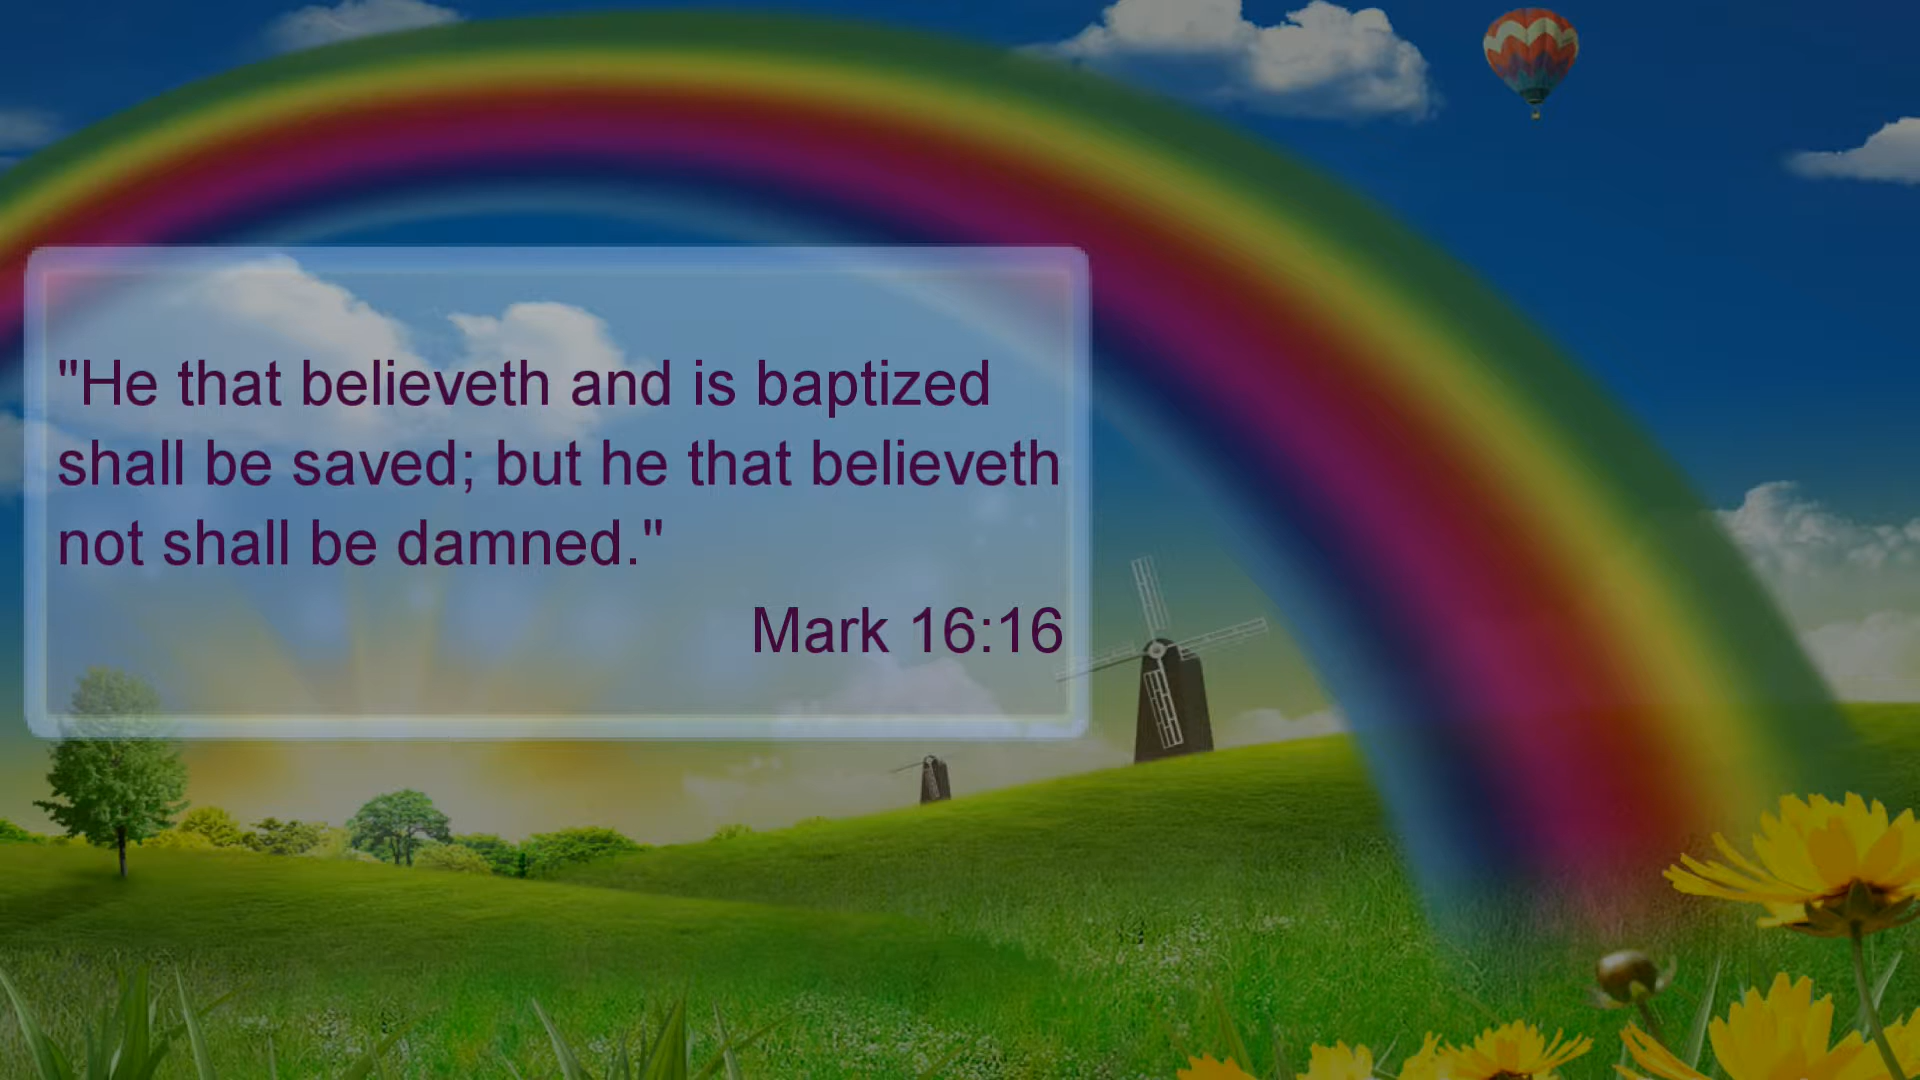 "He that believeth and is baptized
shall be saved; but he that believeth
not shall be damned."
Mark 16:16